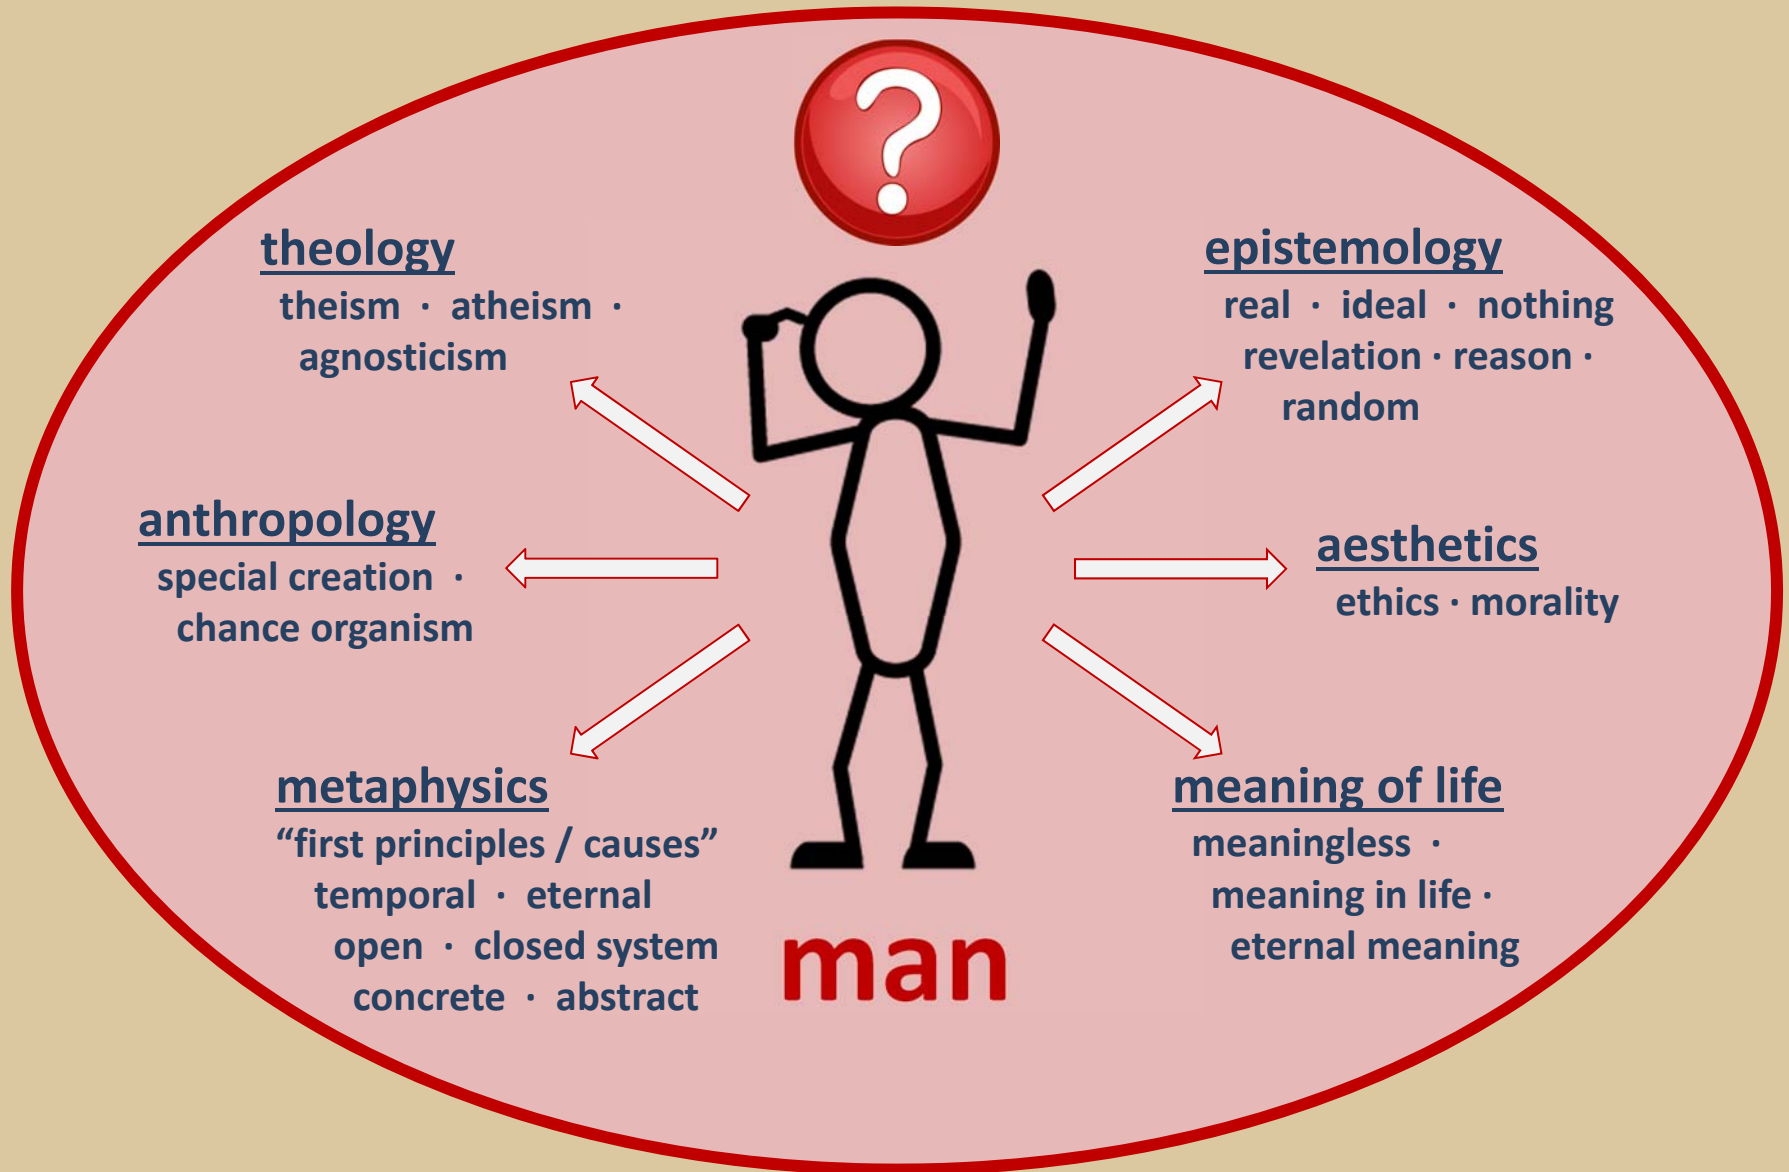 ?
theology
theism · atheism ·
agnosticism
anthropology
special creation ·
chance organism
metaphysics
“first principles / causes”
temporal · eternal
open · closed system
concrete · abstract
man
epistemology
real · ideal · nothing
revelation · reason ·
random
aesthetics
ethics · morality
meaning of life
meaningless ·
meaning in life ·
eternal meaning